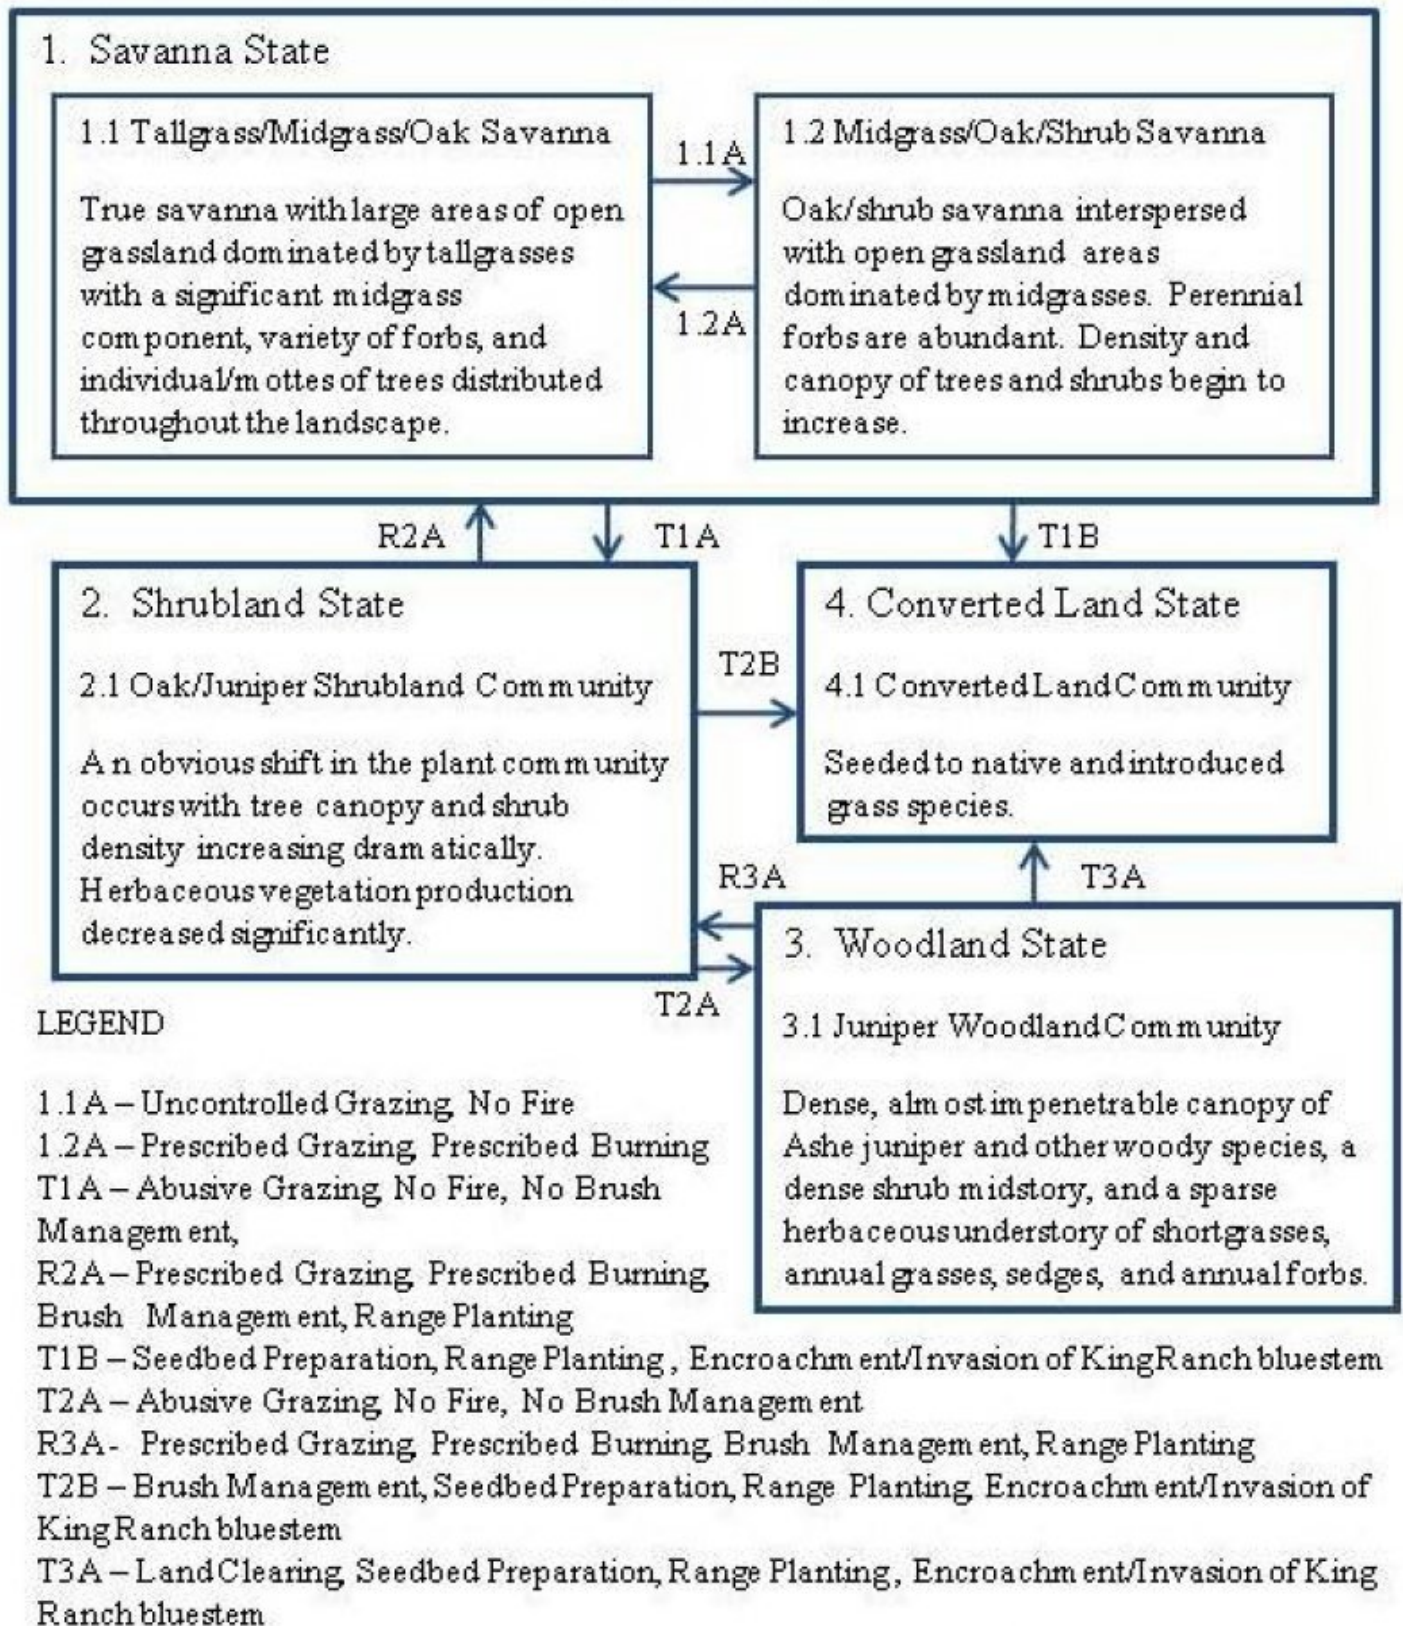 1. Savanna State
1.1 Tallgrass/Midgrass/Oak Savanna
True savanna with large areas of open
grassland dominated by tallgrasses
with a significant midgrass
component, variety of forbs, and
individual/mottes of trees distributed
throughout the landscape.
1.1A
1.2A
1.2 Midgrass/Oak/Shrub Savanna
Oak/shrub savanna interspersed
with open grassland areas
dominated by midgrasses. Perennial
forbs are abundant. Density and
canopy of trees and shrubs begin to
increase.
R2A
T1A
T1B
2. Shrubland State
2.1 Oak/Juniper Shrubland Community
An obvious shift in the plant community
occurs with tree canopy and shrub
density increasing dramatically.
Herbaceous vegetation production
decreased significantly.
T2B
4. Converted Land State
4.1 Converted Land Community
Seeded to native and introduced
grass species.
R3A
T3A
T2A
3. Woodland State
3.1 Juniper Woodland Community
Dense, almost impenetrable canopy of
Ashe juniper and other woody species, a
dense shrub midstory, and a sparse
herbaceous understory of shortgrasses,
annual grasses, sedges, and annual forbs.
LEGEND
1.1A – Uncontrolled Grazing, No Fire
1.2A – Prescribed Grazing, Prescribed Burning
T1A – Abusive Grazing, No Fire, No Brush
Management,
R2A – Prescribed Grazing, Prescribed Burning,
Brush Management, Range Planting
T1B – Seedbed Preparation, Range Planting , Encroachment/Invasion of King Ranch bluestem
T2A – Abusive Grazing, No Fire, No Brush Management
R3A- Prescribed Grazing, Prescribed Burning, Brush Management, Range Planting
T2B – Brush Management, Seedbed Preparation, Range Planting, Encroachment/Invasion of
King Ranch bluestem
T3A – Land Clearing, Seedbed Preparation, Range Planting , Encroachment/Invasion of King
Ranch bluestem